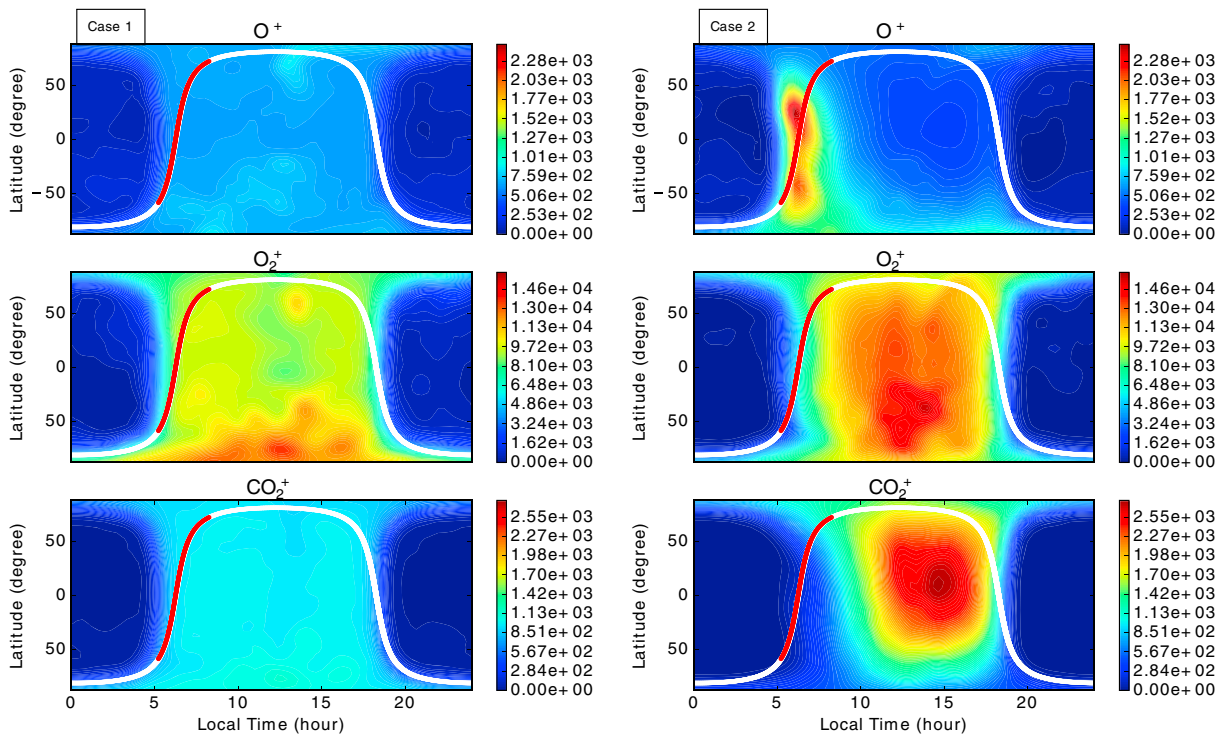 Case 1
O+
Latitude (degree)
50
0
−50
2.28e+03
2.03e+03
1.77e+03
1.52e+03
1.27e+03
1.01e+03
7.59e+02
5.06e+02
2.53e+02
0.00e+00
Case 2
O+
Latitude (degree)
50
0
−50
2.28e+03
2.03e+03
1.77e+03
1.52e+03
1.27e+03
1.01e+03
7.59e+02
5.06e+02
2.53e+02
0.00e+00
O2+
Latitude (degree)
50
0
50
1.46e+04
1.30e+04
1.13e+04
9.72e+03
8.10e+03
6.48e+03
4.86e+03
3.24e+03
1.62e+03
0.00e+00
O2+
Latitude (degree)
50
0
50
1.46e+04
1.30e+04
1.13e+04
9.72e+03
8.10e+03
6.48e+03
4.86e+03
3.24e+03
1.62e+03
0.00e+00
CO2+
Latitude (degree)
50
0
50
2.55e+03
2.27e+03
1.98e+03
1.70e+03
1.42e+03
1.13e+03
8.51e+02
5.67e+02
2.84e+02
0.00e+00
0 5 10 15 20
Local Time (hour)
CO2+
Latitude (degree)
50
0
50
2.55e+03
2.27e+03
1.98e+03
1.70e+03
1.42e+03
1.13e+03
8.51e+02
5.67e+02
2.84e+02
0.00e+00
0 5 10 15 20
Local Time (hour)